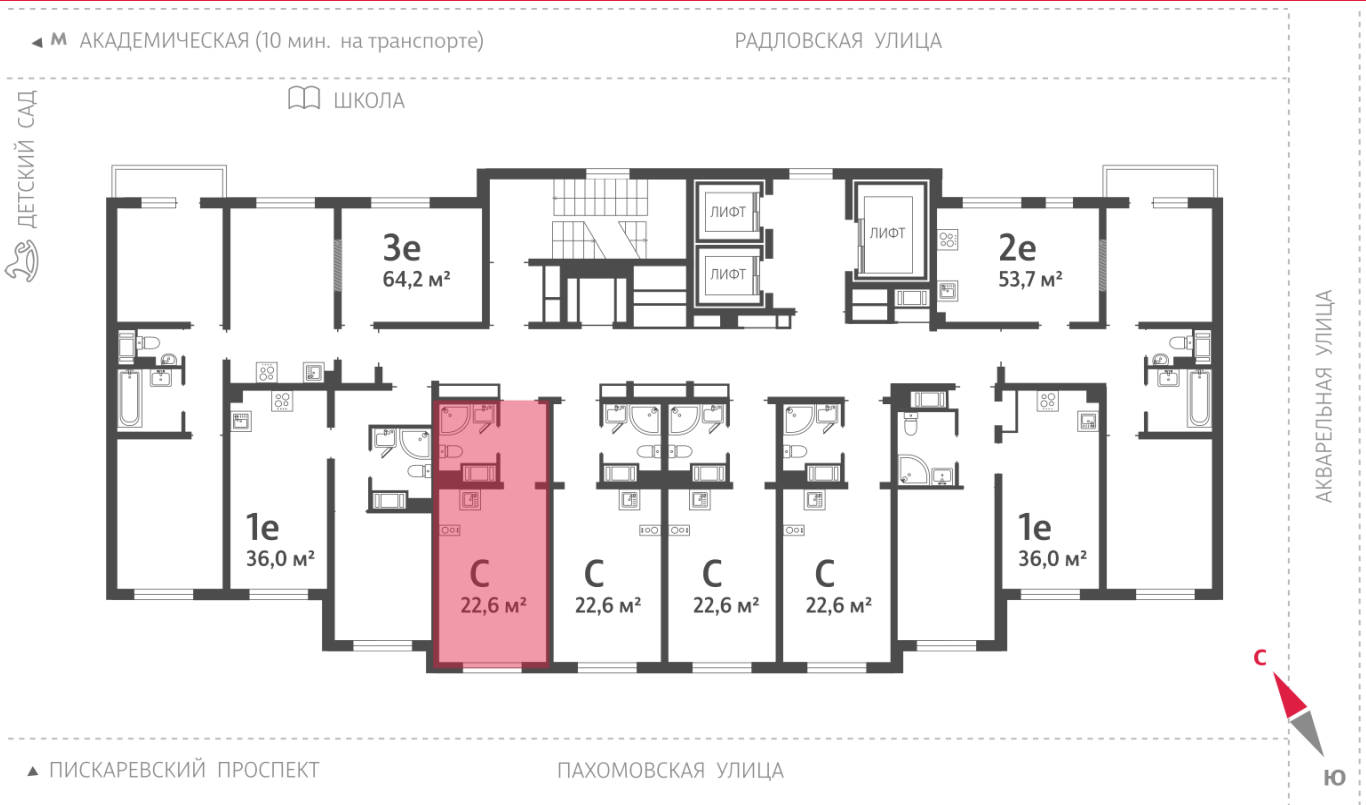 М АКАДЕМИЧЕСКАЯ (10 мин. на транспорте)
РАДЛОВСКАЯ УЛИЦА
ДЕТСКИЙ САД
ШКОЛА
ЛИФТ
ЛИФТ
ЛИФТ
3е
64,2 м²
2е
53,7 м²
1е
36,0 м²
С
22,6 м²
С
22,6 м²
С
22,6 м²
С
22,6 м²
1е
36,0 м²
АКВАРЕЛЬНАЯ УЛИЦА
С
Ю
ПИСКАРЕВСКИЙ ПРОСПЕКТ
ПАХОМОВСКАЯ УЛИЦА